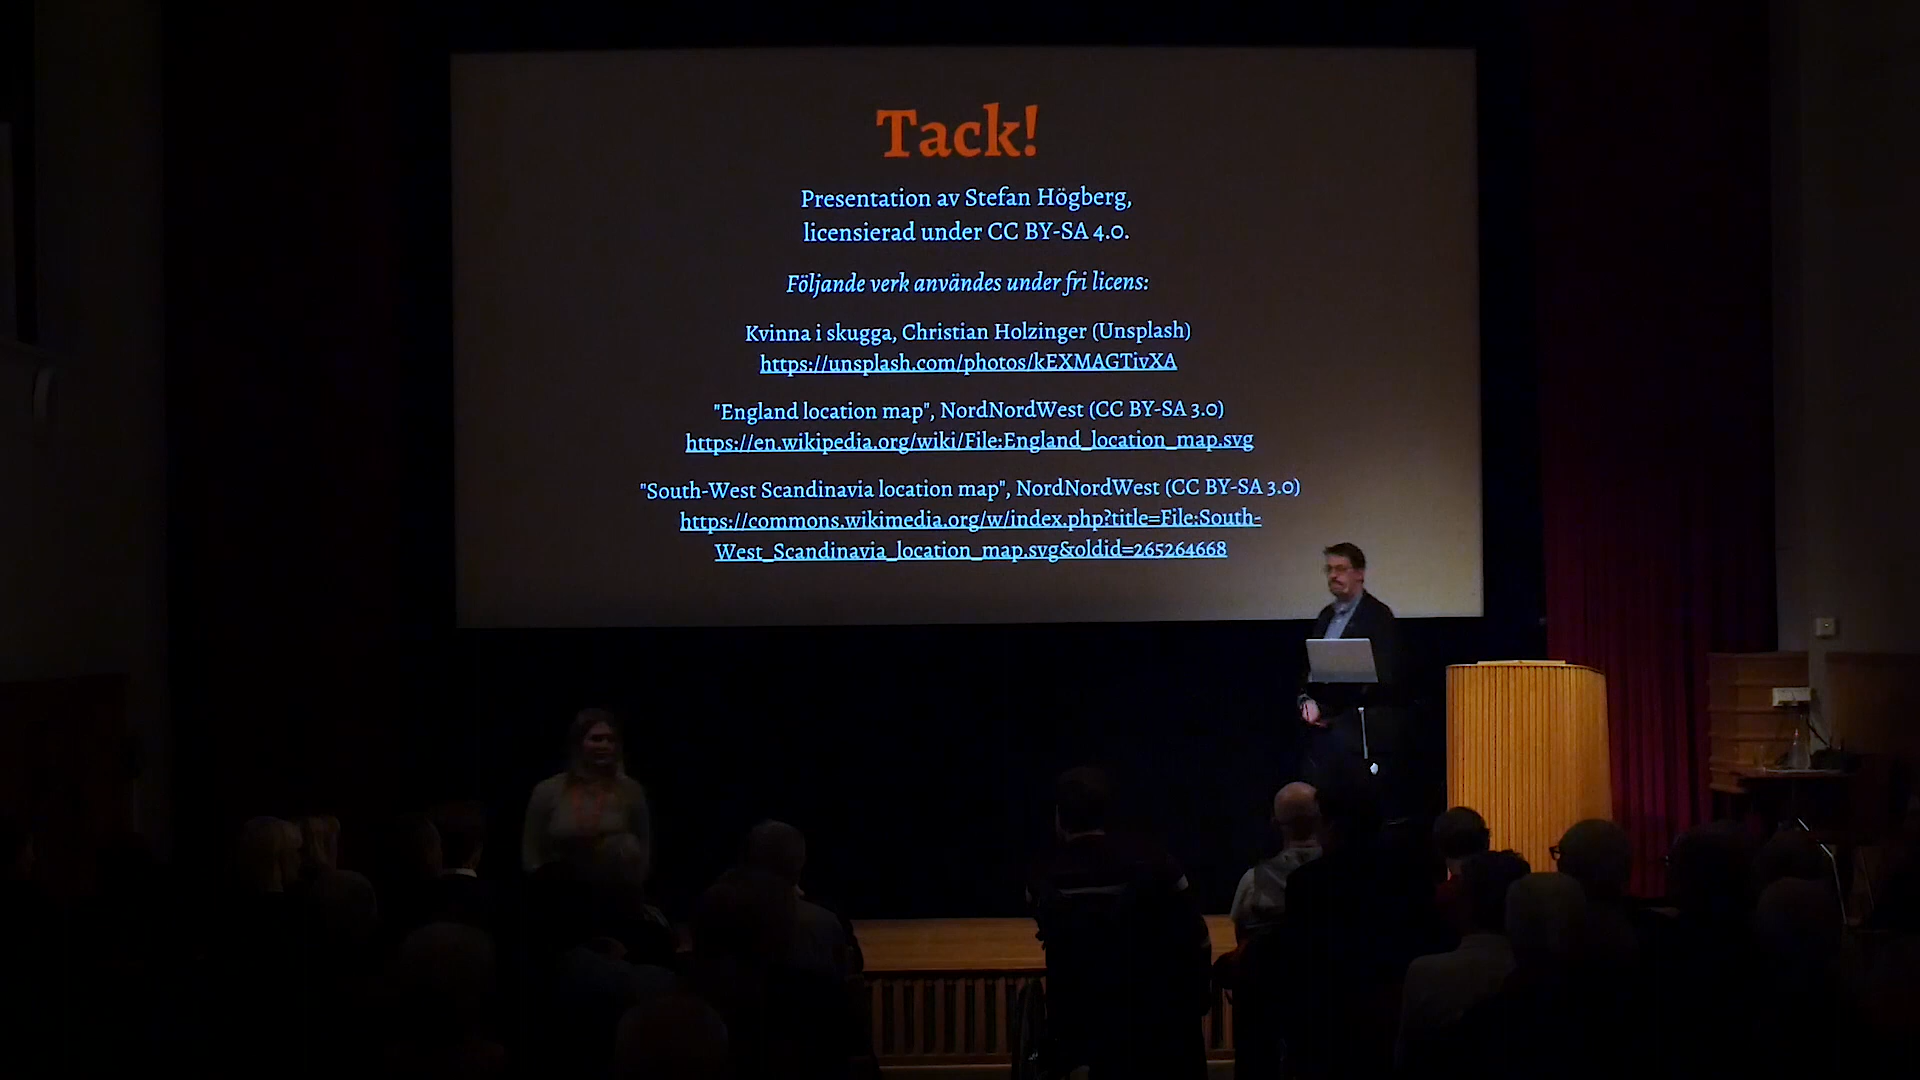 Tack!
Presentation av Stefan Högberg,
licensierad under CC BY-SA 4.0.
Följande verk användes under fri licens:
Kvinna i skugga, Christian Holzinger (Unsplash)
https://unsplash.com/photos/kEXMAGTivXA
"England location map", NordNordWest (CC BY-SA 3.0)
https://en.wikipedia.org/wiki/File:England_location_map.svg
"South-West Scandinavia location map", NordNordWest (CC BY-SA 3.0)
https://commons.wikimedia.org/w/index.php?title=File:South-
West_Scandinavia_location_map.svg&oldid=265264668